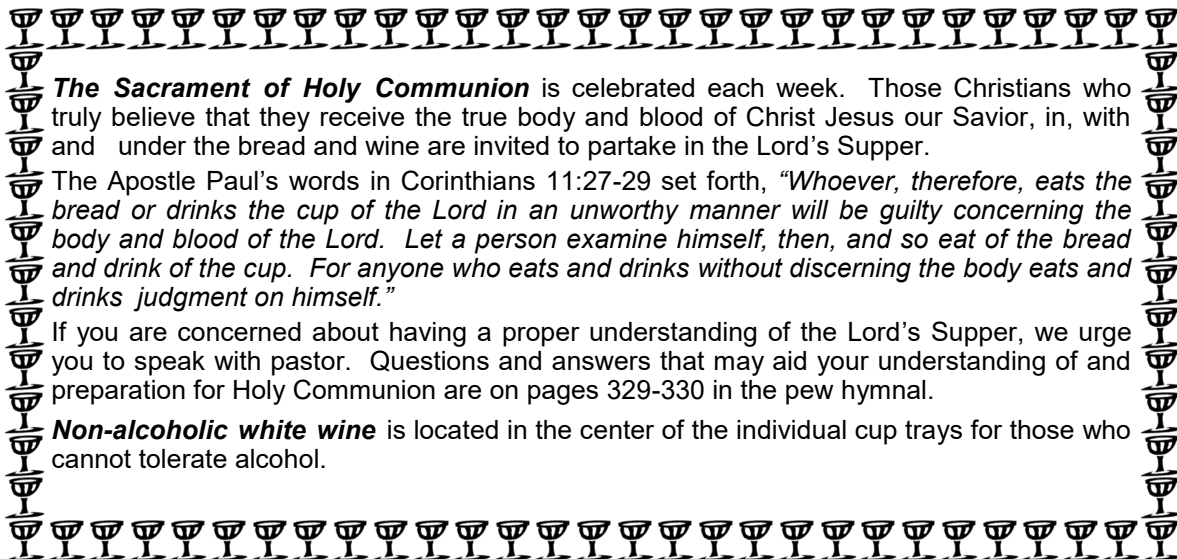 The Sacrament of Holy Communion is celebrated each week. Those Christians who
truly believe that they receive the true body and blood of Christ Jesus our Savior, in, with
and under the bread and wine are invited to partake in the Lord’s Supper.
The Apostle Paul’s words in Corinthians 11:27-29 set forth, “Whoever, therefore, eats the
bread or drinks the cup of the Lord in an unworthy manner will be guilty concerning the
body and blood of the Lord. Let a person examine himself, then, and so eat of the bread
and drink of the cup. For anyone who eats and drinks without discerning the body eats and
drinks judgment on himself.”
If you are concerned about having a proper understanding of the Lord’s Supper, we urge
you to speak with pastor. Questions and answers that may aid your understanding of and
preparation for Holy Communion are on pages 329-330 in the pew hymnal.
Non-alcoholic white wine is located in the center of the individual cup trays for those who
cannot tolerate alcohol.